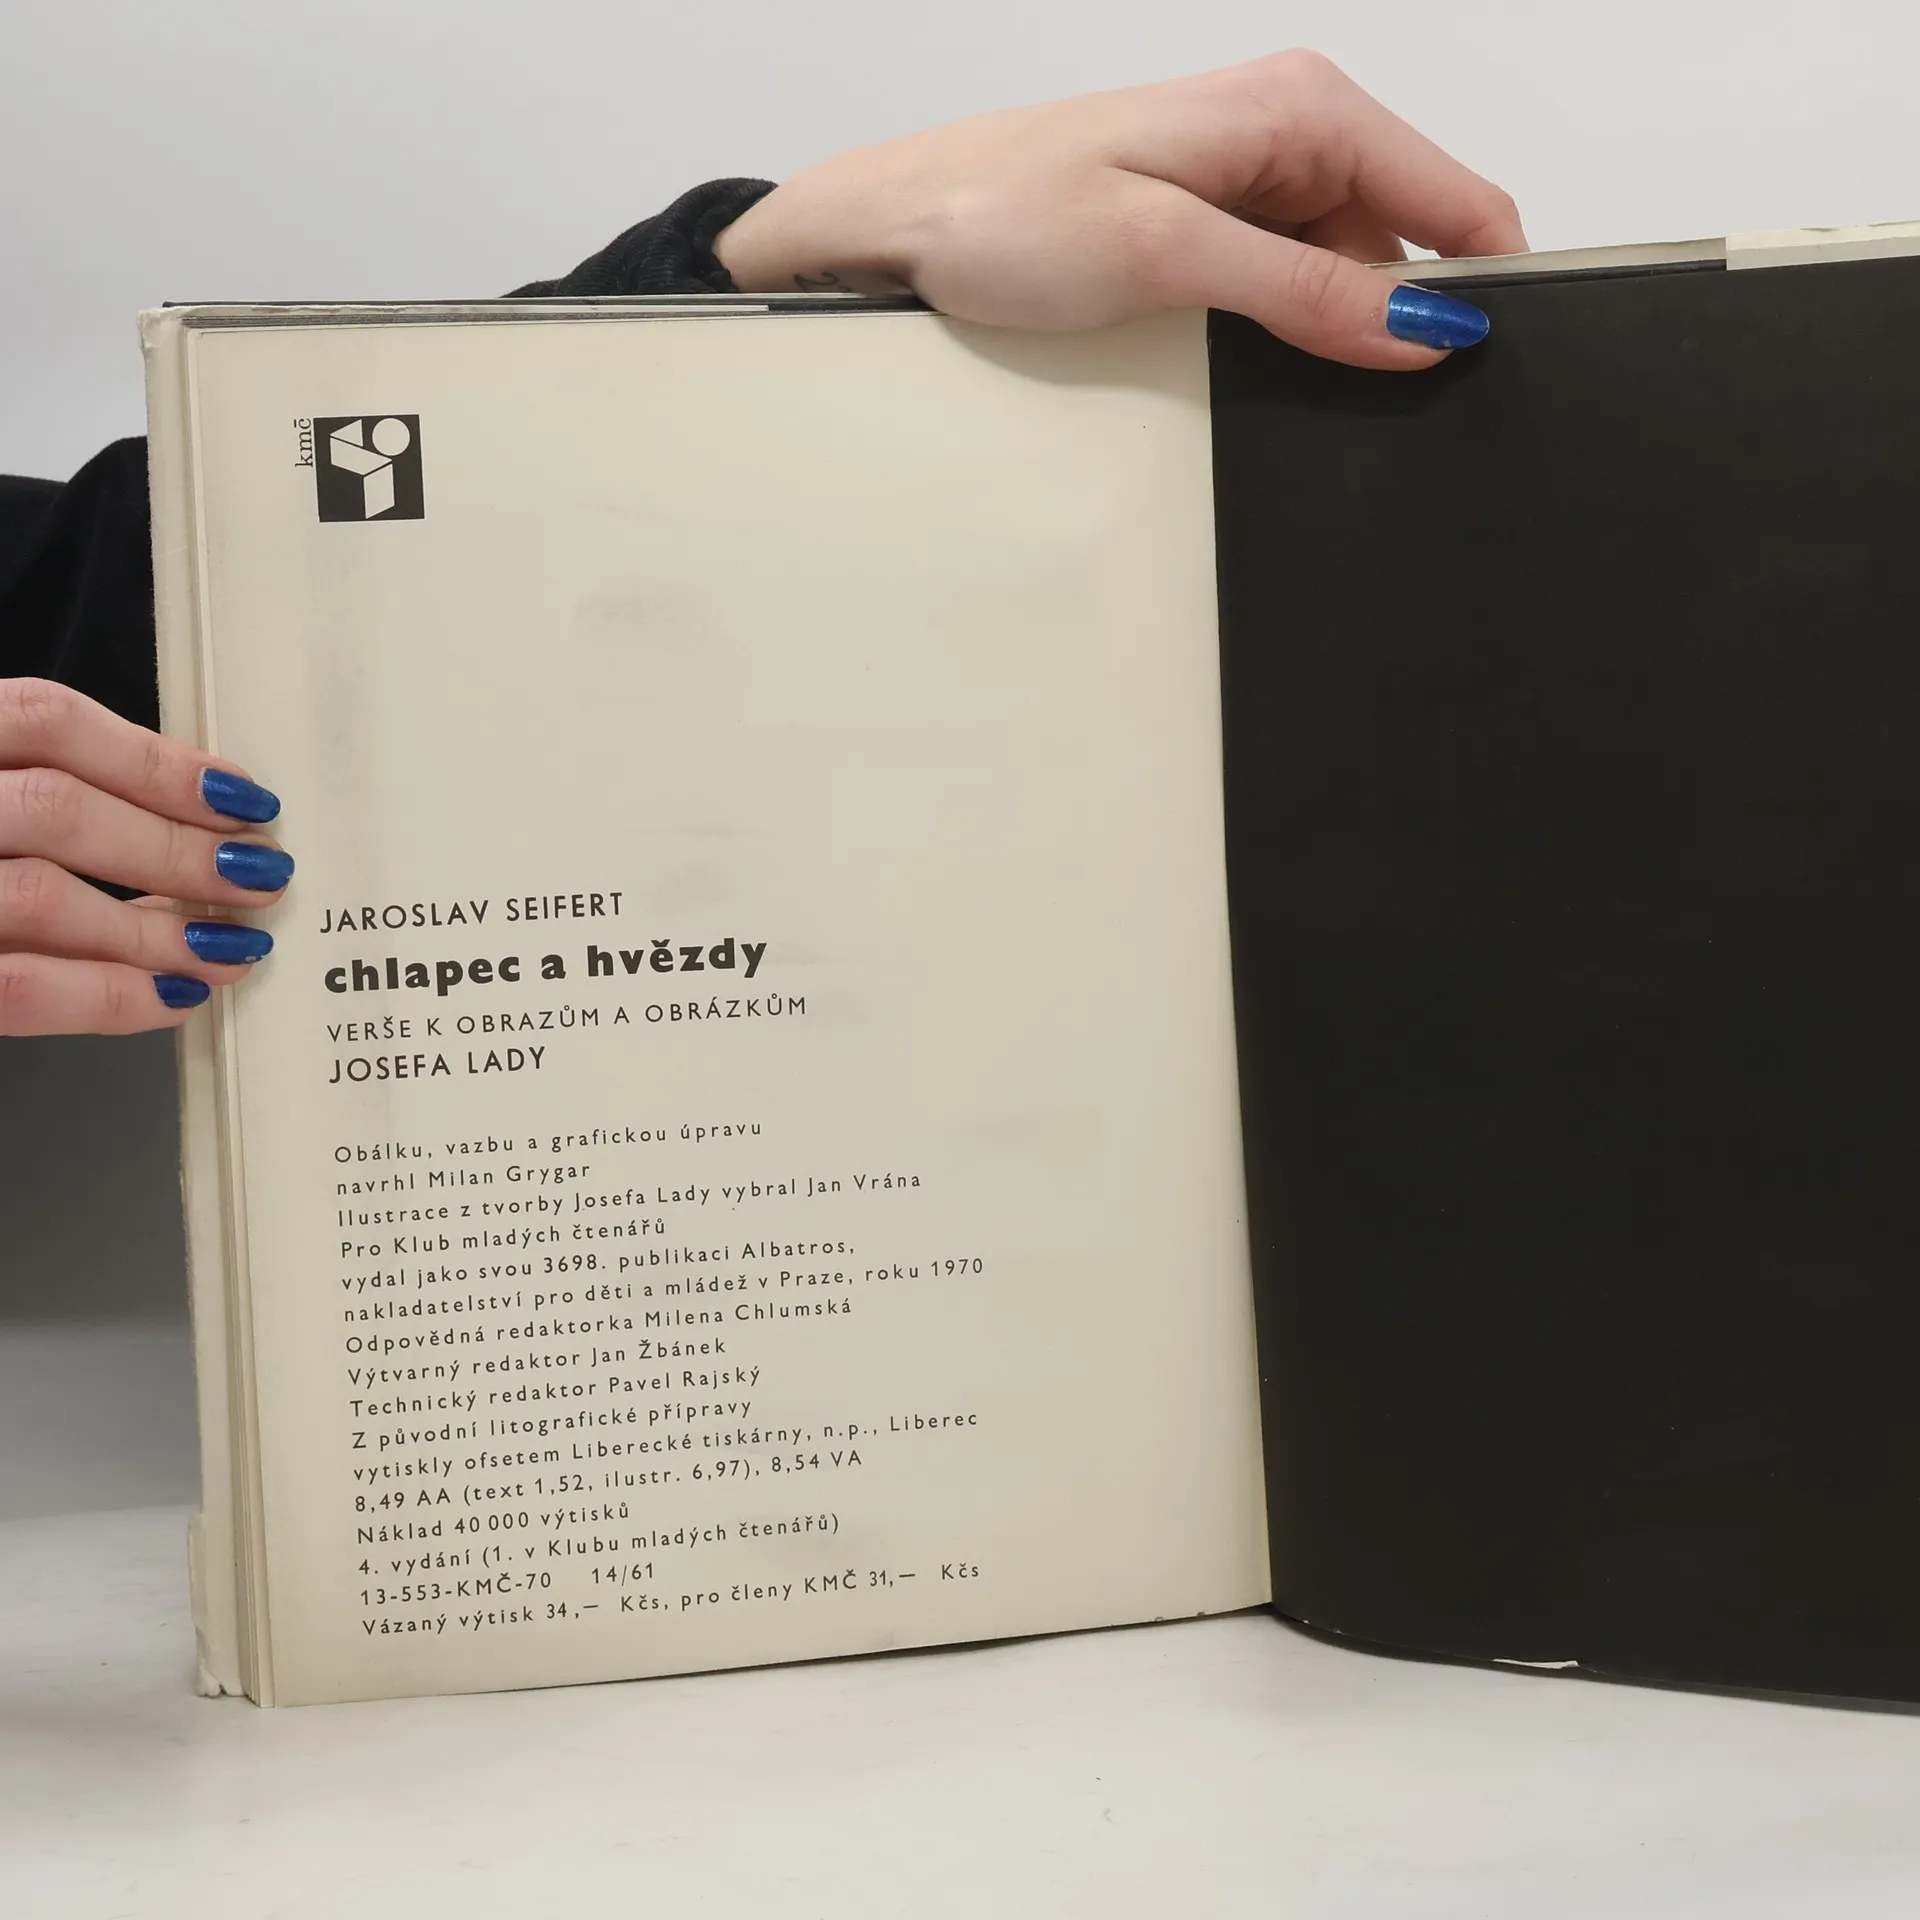 kmč
JAROSLAV SEIFERT
chlapec a hvězdy
VERŠE K OBRAZŮM A OBRÁZKŮM
JOSEFA LADY
Obálku, vazbu a grafickou úpravu
navrhl Milan Grygar
Ilustrace z tvorby Josefa Lady vybral Jan Vrána
Pro Klub mladých čtenářů
vydal jako svou 3698. publikaci Albatros,
nakladatelství pro děti a mládež v Praze, roku 1970
Odpovědná redaktorka Milena Chlumská
Výtvarný redaktor Jan Žbánek
Technický redaktor Pavel Rajský
Z původní litografické přípravy
vytiskly ofsetem Liberecké tiskárny, n.p., Liberec
8,49 AA (text 1,52, ilustr. 6,97), 8,54 VA
Náklad 40 000 výtisků
4. vydání (1. v Klubu mladých čtenářů)
13-553-KMČ-70 14/61
Vázaný výtisk 34,— Kčs, pro členy KMČ 31,— Kčs